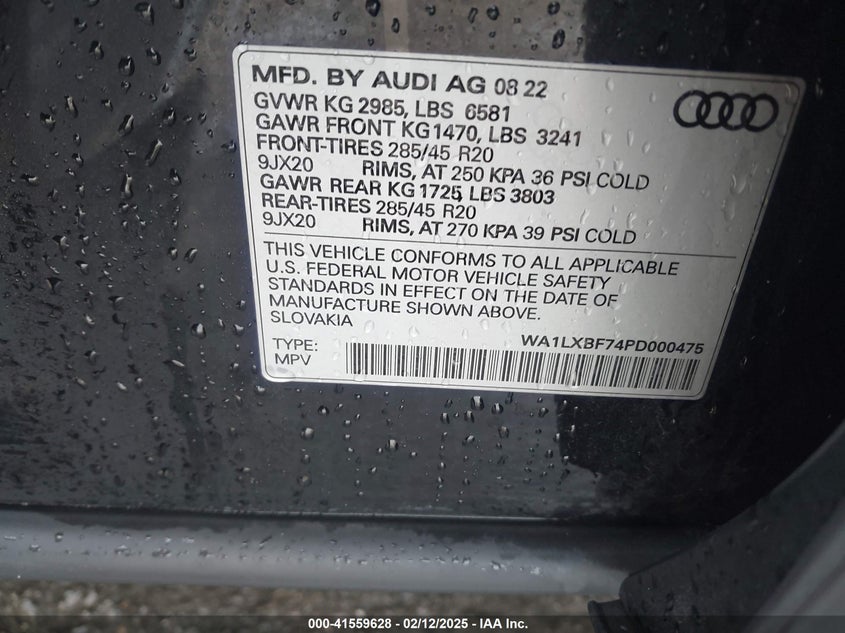 MFD. BY AUDI AG 08 22
GVWR KG 2985, LBS 6581
GAWR FRONT KG 1470, LBS 3241
FRONT-TIRES 285/45 R20
9JX20 RIMS, AT 250 KPA 36 PSI COLD
GAWR REAR KG 1725, LBS 3803
REAR-TIRES 285/45 R20
9JX20 RIMS, AT 270 KPA 39 PSI COLD
THIS VEHICLE CONFORMS TO ALL APPLICABLE
U.S. FEDERAL MOTOR VEHICLE SAFETY
STANDARDS IN EFFECT ON THE DATE OF
MANUFACTURE SHOWN ABOVE.
SLOVAKIA
TYPE: WA1LXBF74PD000475
MPV
000-41559628 - 02/12/2025 - IAA Inc.